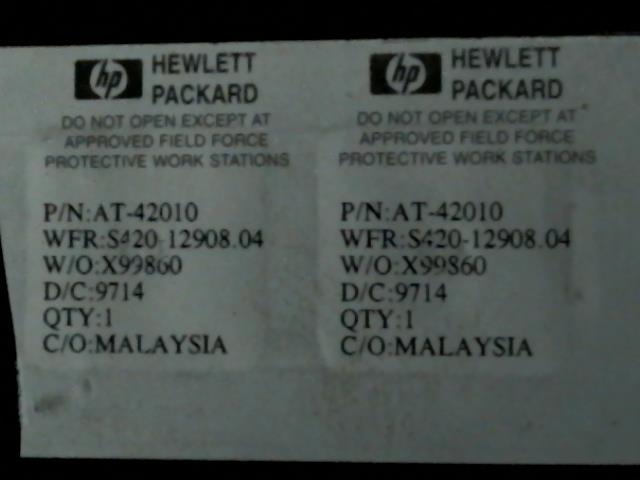 hp HEWLETT PACKARD
DO NOT OPEN EXCEPT AT
APPROVED FIELD FORCE
PROTECTIVE WORK STATIONS
P/N:AT-42010
WFR:S420-12908.04
W/O:X99860
D/C:9714
QTY:1
C/O:MALAYSIA
hp HEWLETT PACKARD
DO NOT OPEN EXCEPT AT
APPROVED FIELD FORCE
PROTECTIVE WORK STATIONS
P/N:AT-42010
WFR:S420-12908.04
W/O:X99860
D/C:9714
QTY:1
C/O:MALAYSIA